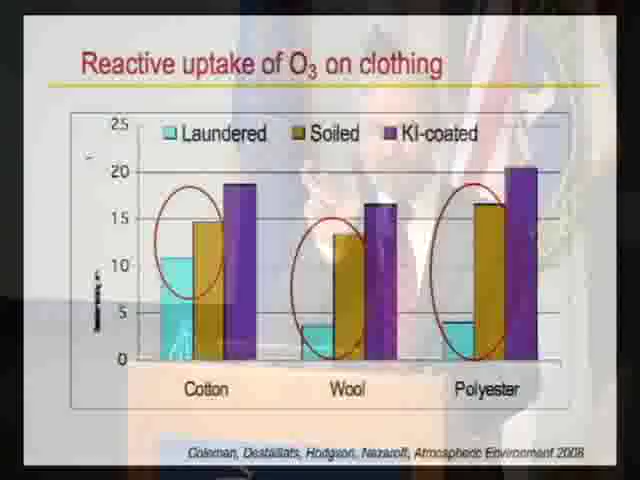 Reactive uptake of O₃ on clothing
25
Laundered Soiled KI-coated
20
15
10
5
0
Cotton Wool Polyester
Coleman, Destaillats, Hodgson, Nazaroff, Atmospheric Environment 2008